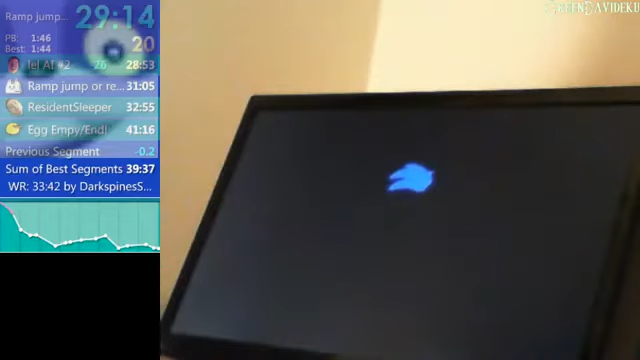 Ramp jump... 29:14
PB: 1:46
Best: 1:44 20
-26 28:53
Ramp jump or re... 31:05
ResidentSleeper 32:55
Egg Empy/End! 41:16
Previous Segment -0.2
Sum of Best Segments 39:37
WR: 33:42 by DarkspinesS...